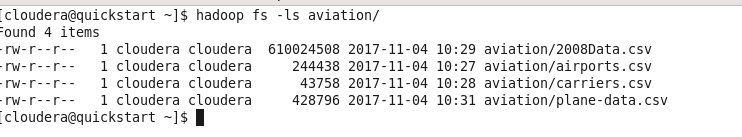 [cloudera@quickstart ~]$ hadoop fs -ls aviation/
Found 4 items
-rw-r--r--   1 cloudera cloudera  610024508 2017-11-04 10:29 aviation/2008Data.csv
-rw-r--r--   1 cloudera cloudera     244438 2017-11-04 10:27 aviation/airports.csv
-rw-r--r--   1 cloudera cloudera      43758 2017-11-04 10:28 aviation/carriers.csv
-rw-r--r--   1 cloudera cloudera     428796 2017-11-04 10:31 aviation/plane-data.csv
[cloudera@quickstart ~]$